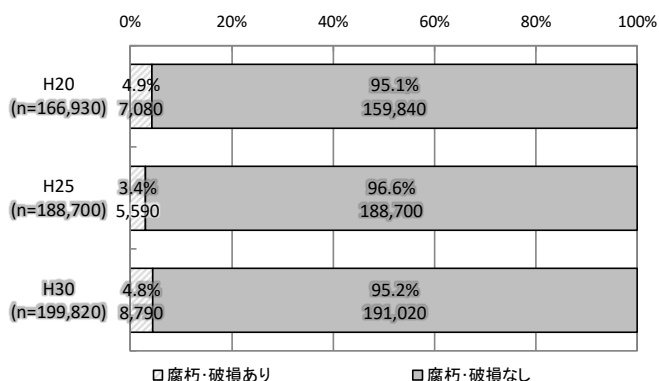 0% 20% 40% 60% 80% 100%
H20
(n=166,930)
4.9%
7,080
95.1%
159,840
H25
(n=188,700)
3.4%
5,590
96.6%
188,700
H30
(n=199,820)
4.8%
8,790
95.2%
191,020
腐朽・破損あり 腐朽・破損なし